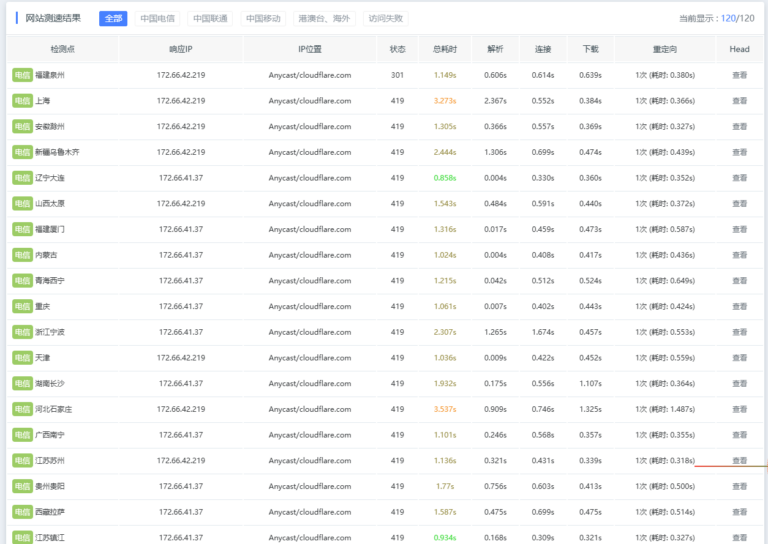 网站测速结果 全部 中国电信 中国联通 中国移动 港澳台、海外 访问失败 当前显示：120/120
检测点 响应IP IP位置 状态 总耗时 解析 连接 下载 重定向 Head
电信 福建泉州 172.66.42.219 Anycast/cloudflare.com 301 1.149s 0.606s 0.614s 0.639s 1次 (耗时: 0.380s) 查看
电信 上海 172.66.42.219 Anycast/cloudflare.com 419 3.273s 2.367s 0.552s 0.384s 1次 (耗时: 0.366s) 查看
电信 安徽滁州 172.66.42.219 Anycast/cloudflare.com 419 1.305s 0.366s 0.557s 0.369s 1次 (耗时: 0.327s) 查看
电信 新疆乌鲁木齐 172.66.42.219 Anycast/cloudflare.com 419 2.444s 1.306s 0.699s 0.474s 1次 (耗时: 0.439s) 查看
电信 辽宁大连 172.66.41.37 Anycast/cloudflare.com 419 0.858s 0.004s 0.330s 0.360s 1次 (耗时: 0.352s) 查看
电信 山西太原 172.66.42.219 Anycast/cloudflare.com 419 1.543s 0.484s 0.591s 0.440s 1次 (耗时: 0.372s) 查看
电信 福建厦门 172.66.41.37 Anycast/cloudflare.com 419 1.316s 0.017s 0.459s 0.473s 1次 (耗时: 0.587s) 查看
电信 内蒙古 172.66.41.37 Anycast/cloudflare.com 419 1.024s 0.004s 0.408s 0.417s 1次 (耗时: 0.436s) 查看
电信 青海西宁 172.66.41.37 Anycast/cloudflare.com 419 1.215s 0.042s 0.512s 0.524s 1次 (耗时: 0.649s) 查看
电信 重庆 172.66.41.37 Anycast/cloudflare.com 419 1.061s 0.007s 0.402s 0.443s 1次 (耗时: 0.424s) 查看
电信 浙江宁波 172.66.41.37 Anycast/cloudflare.com 419 2.307s 1.265s 1.674s 0.457s 1次 (耗时: 0.553s) 查看
电信 天津 172.66.42.219 Anycast/cloudflare.com 419 1.036s 0.009s 0.422s 0.452s 1次 (耗时: 0.559s) 查看
电信 湖南长沙 172.66.41.37 Anycast/cloudflare.com 419 1.932s 0.175s 0.556s 1.107s 1次 (耗时: 0.364s) 查看
电信 河北石家庄 172.66.42.219 Anycast/cloudflare.com 419 3.537s 0.909s 0.746s 1.325s 1次 (耗时: 1.487s) 查看
电信 广西南宁 172.66.41.37 Anycast/cloudflare.com 419 1.101s 0.246s 0.568s 0.357s 1次 (耗时: 0.355s) 查看
电信 江苏苏州 172.66.42.219 Anycast/cloudflare.com 419 1.136s 0.321s 0.431s 0.339s 1次 (耗时: 0.318s) 查看
电信 贵州贵阳 172.66.41.37 Anycast/cloudflare.com 419 1.77s 0.756s 0.603s 0.413s 1次 (耗时: 0.500s) 查看
电信 西藏拉萨 172.66.41.37 Anycast/cloudflare.com 419 1.587s 0.475s 0.699s 0.475s 1次 (耗时: 0.514s) 查看
电信 江苏镇江 172.66.41.37 Anycast/cloudflare.com 419 0.934s 0.168s 0.309s 0.321s 1次 (耗时: 0.527s) 查看